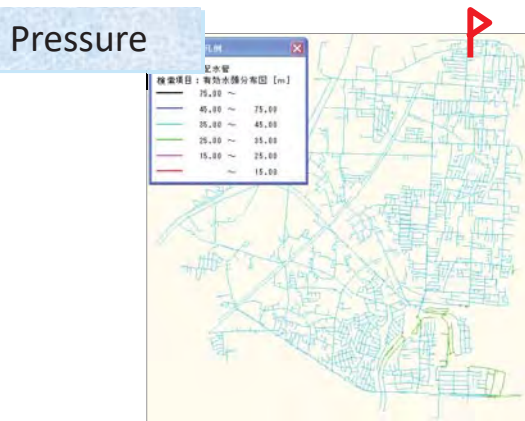 Pressure
凡例
配水管
検索項目：有効水頭分布図 [m]
75.00 ～
45.00 ～ 75.00
35.00 ～ 45.00
25.00 ～ 35.00
15.00 ～ 25.00
～ 15.00
P